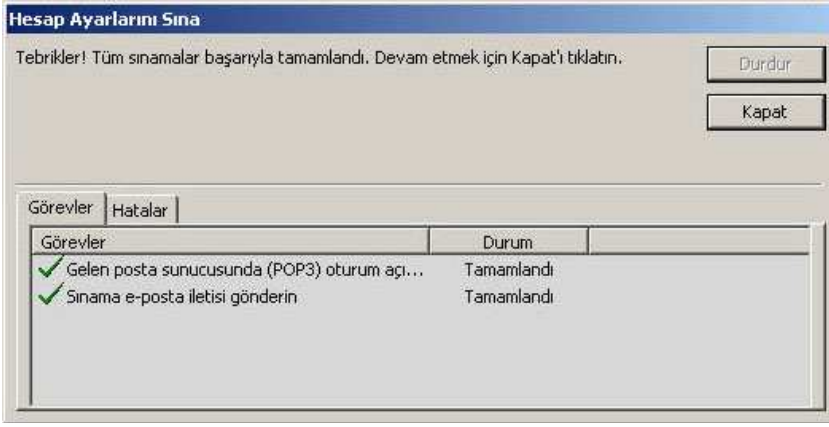 Hesap Ayarlarını Sına
Tebrikler! Tüm sınamalar başarıyla tamamlandı. Devam etmek için Kapat'ı tıklatın.
Durdur
Kapat
Görevler Hatalar
Görevler Durum
Gelen posta sunucusunda (POP3) oturum açı... Tamamlandı
Sınama e-posta iletisi gönderin Tamamlandı